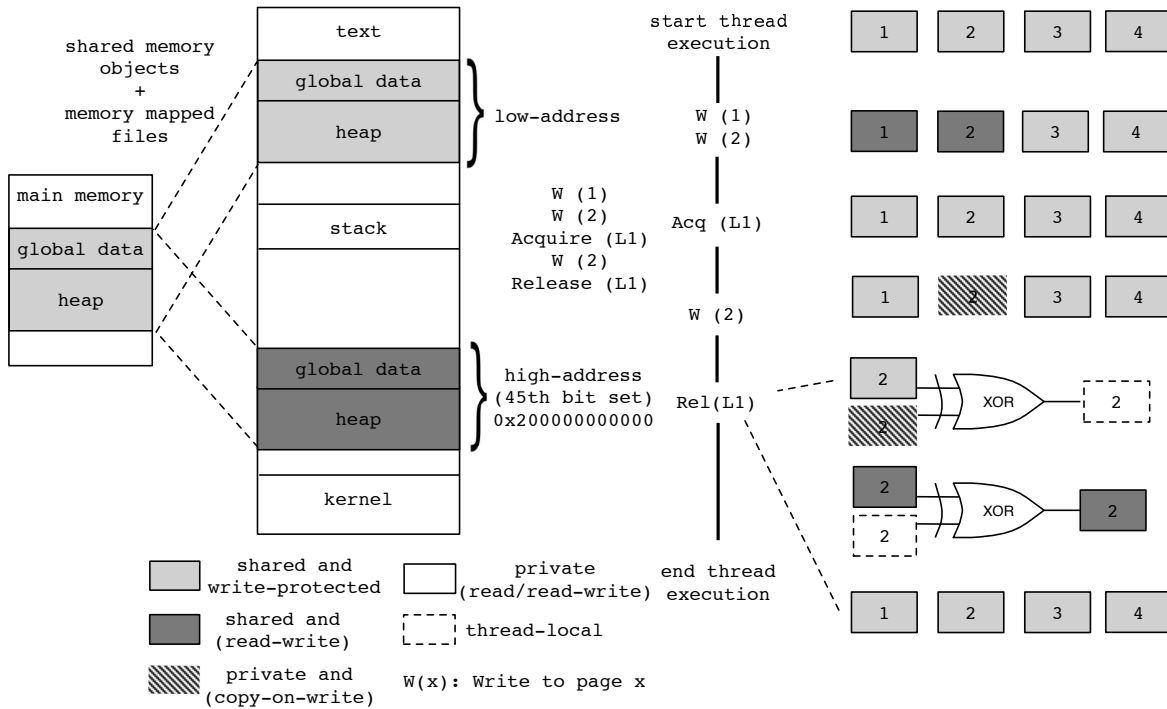 shared memory
objects
+
memory mapped
files
main memory
global data
heap
text
global data
heap
stack
global data
heap
kernel
low-address
W (1)
W (2)
Acquire (L1)
W (2)
Release (L1)
high-address
(45th bit set)
0x200000000000
start thread
execution
W (1)
W (2)
Acq (L1)
W (2)
Rel(L1)
end thread
execution
1 2 3 4
1 2 3 4
1 2 3 4
1 2 3 4
2
2
XOR
2
2
2
XOR
2
1 2 3 4
shared and
write-protected
shared and
(read-write)
private and
(copy-on-write)
private
(read/read-write)
thread-local
W(x): Write to page x